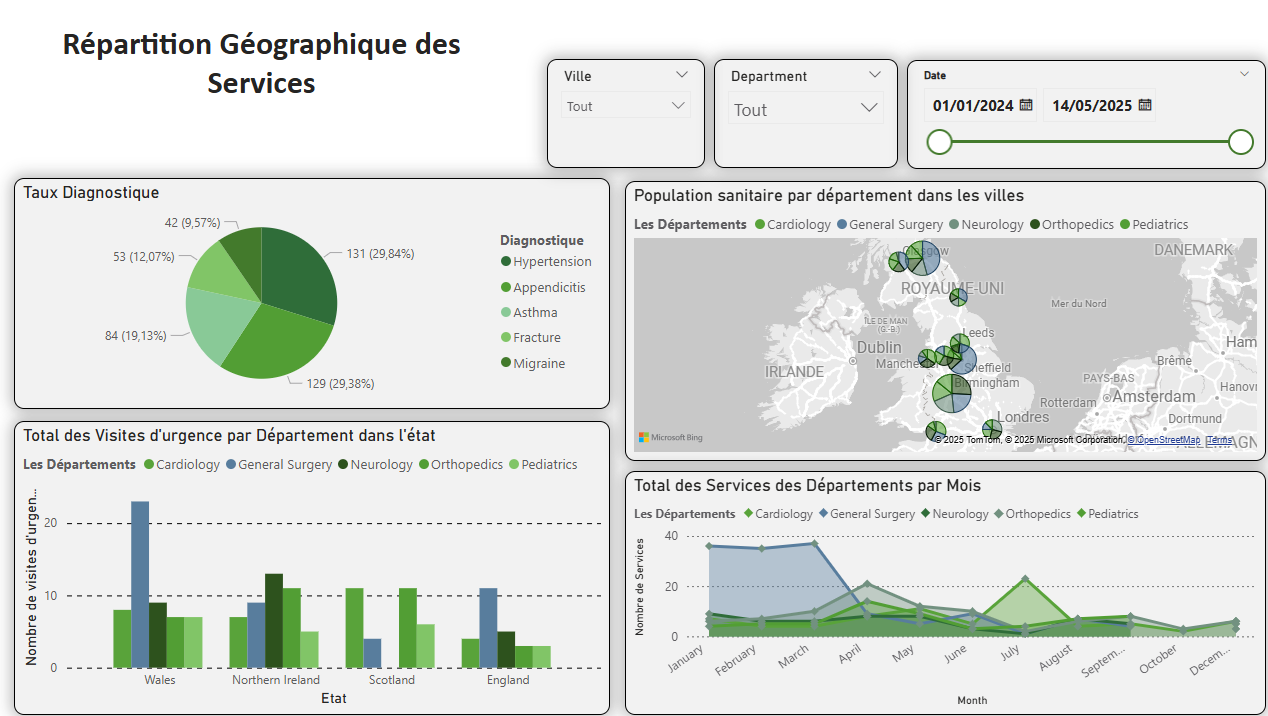 Répartition Géographique des
Services
Ville
Tout
Department
Tout
Date
01/01/2024
14/05/2025
Taux Diagnostique
42 (9,57%)
53 (12,07%)
84 (19,13%)
131 (29,84%)
129 (29,38%)
Diagnostique
Hypertension
Appendicitis
Asthma
Fracture
Migraine
Population sanitaire par département dans les villes
Les Départements Cardiology General Surgery Neurology Orthopedics Pediatrics
Glasgow
DANEMARK
ROYAUME-UNI
Mer du Nord
ÎLE DE MAN
(G.-B.)
Leeds
Dublin
Manches
Sheffield
IRLANDE
Birmingham
Ham
Brême
Hanov
PAYS-BAS
Amsterdam
Rotterdam
Londres
Dortmund
ALLEMAGN
Microsoft Bing
© 2025 TomTom, © 2025 Microsoft Corporation, © OpenStreetMap Terms
Total des Visites d'urgence par Département dans l'état
Les Départements Cardiology General Surgery Neurology Orthopedics Pediatrics
Nombre de visites d'urgen...
20
10
0
Wales Northern Ireland Scotland England
Etat
Total des Services des Départements par Mois
Les Départements Cardiology General Surgery Neurology Orthopedics Pediatrics
Nombre de Services
40
20
0
January February March April May June July August Septem... October Decem...
Month